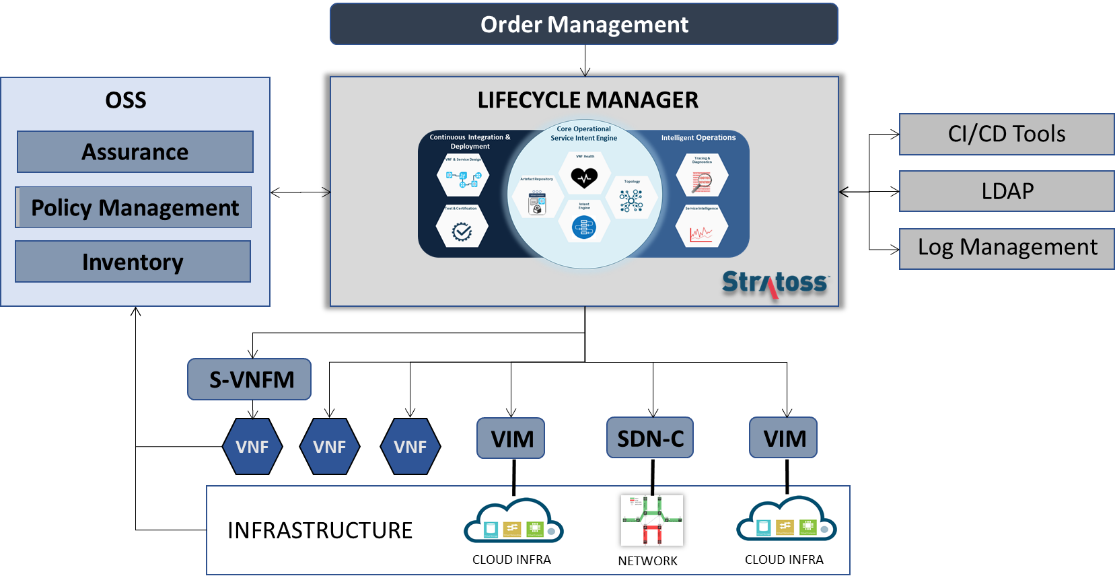 Order Management
OSS
Assurance
Policy Management
Inventory
LIFECYCLE MANAGER
Continuous Integration &
Deployment
VNF & Service Design
Test & Certification
Core Operational
Service Intent Engine
VNF Health
Artefact Repository
Topology
Intent
Engine
Intelligent Operations
Testing &
Diagnostics
Service Intelligence
Stratoss™
CI/CD Tools
LDAP
Log Management
S-VNFM
VNF
VNF
VNF
VIM
SDN-C
VIM
INFRASTRUCTURE
CLOUD INFRA
NETWORK
CLOUD INFRA